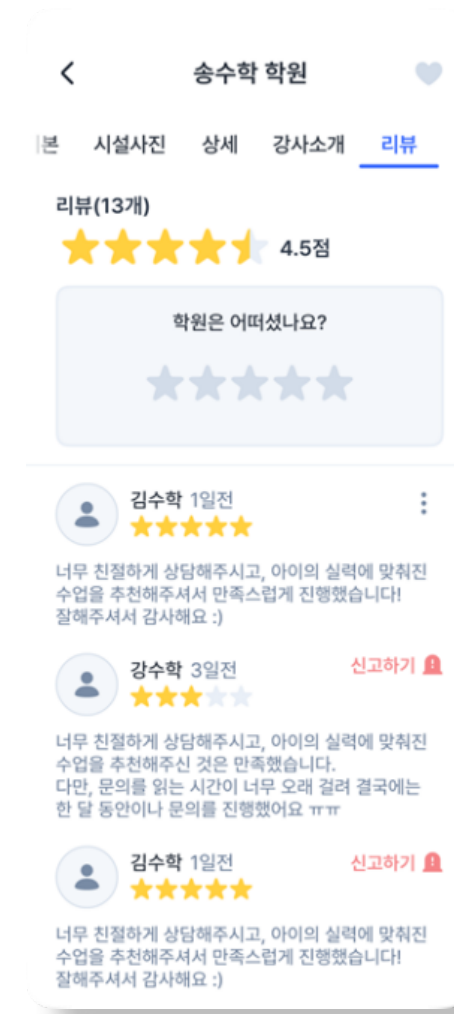 송수학 학원
본 시설사진 상세 강사소개 리뷰
리뷰(13개)
4.5점
학원은 어떠셨나요?
김수학 1일전
너무 친절하게 상담해주시고, 아이의 실력에 맞춰진
수업을 추천해주셔서 만족스럽게 진행했습니다!
잘해주셔서 감사해요 :)
강수학 3일전 신고하기
너무 친절하게 상담해주시고, 아이의 실력에 맞춰진
수업을 추천해주신 것은 만족했습니다.
다만, 문의를 읽는 시간이 너무 오래 걸려 결국에는
한 달 동안이나 문의를 진행했어요 ㅠㅠ
김수학 1일전 신고하기
너무 친절하게 상담해주시고, 아이의 실력에 맞춰진
수업을 추천해주셔서 만족스럽게 진행했습니다!
잘해주셔서 감사해요 :)